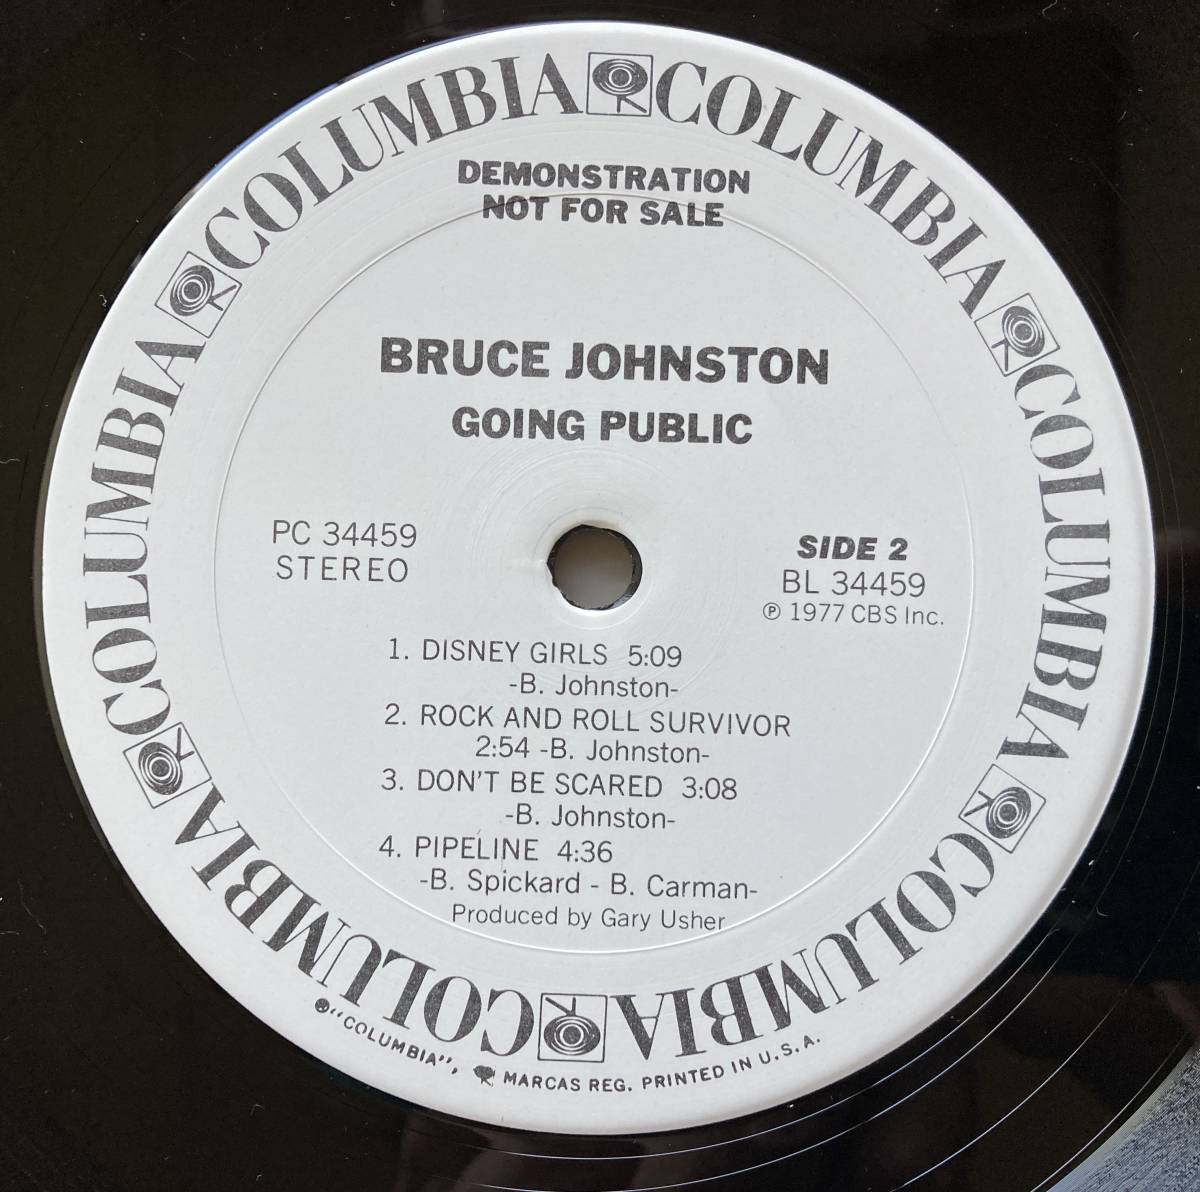 COLUMBIA COLUMBIA COLUMBIA COLUMBIA COLUMBIA COLUMBIA
DEMONSTRATION
NOT FOR SALE
BRUCE JOHNSTON
GOING PUBLIC
PC 34459
STEREO
SIDE 2
BL 34459
℗ 1977 CBS Inc.
1. DISNEY GIRLS 5:09
-B. Johnston-
2. ROCK AND ROLL SURVIVOR
2:54 -B. Johnston-
3. DON'T BE SCARED 3:08
-B. Johnston-
4. PIPELINE 4:36
-B. Spickard - B. Carman-
Produced by Gary Usher
"COLUMBIA", MARCAS REG. PRINTED IN U.S.A.